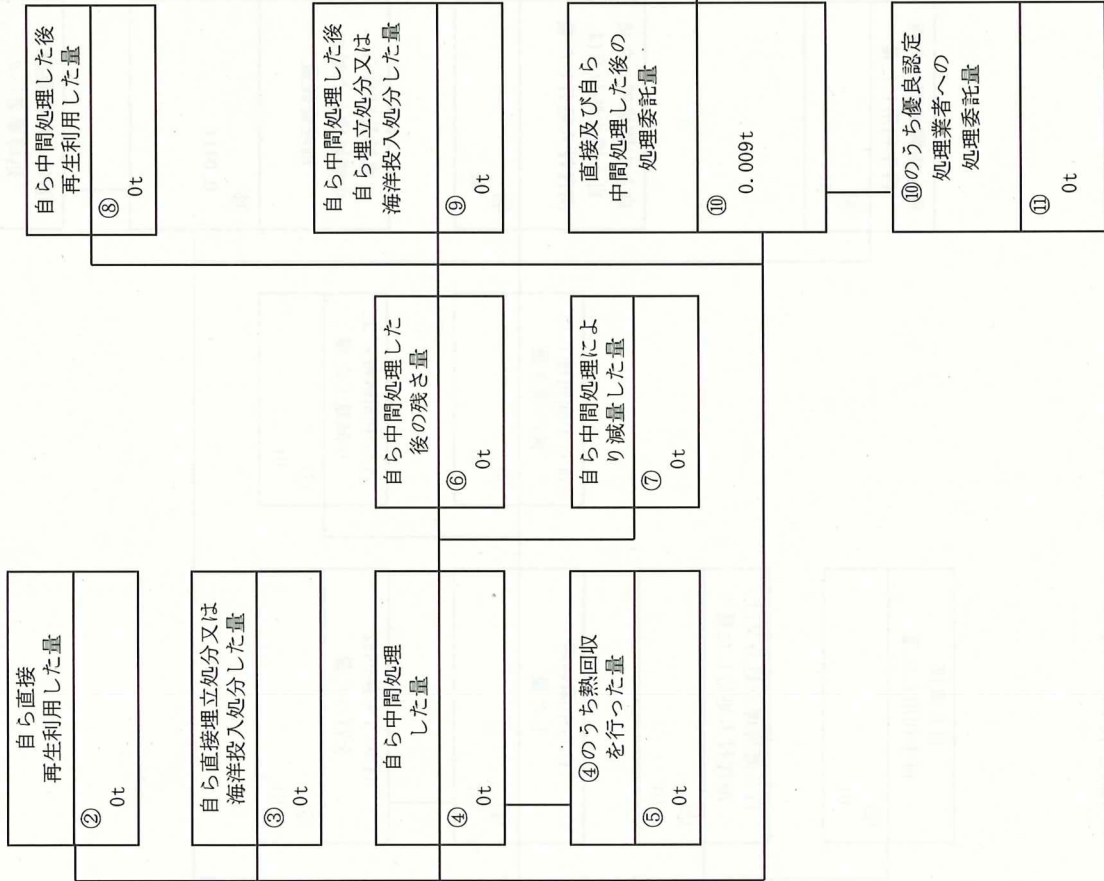 自ら直接
再生利用した量
②
0t
自ら直接埋立処分又は
海洋投入処分した量
③
0t
自ら中間処理
した量
④
0t
④のうち熱回収
を行った量
⑤
0t
自ら中間処理した
後の残さ量
⑥
0t
自ら中間処理によ
り減量した量
⑦
0t
自ら中間処理した後
再生利用した量
⑧
0t
自ら中間処理した後
自ら埋立処分又は
海洋投入処分した量
⑨
0t
直接及び自ら
中間処理した後の
処理委託量
⑩
0.009t
⑩のうち優良認定
処理業者への
処理委託量
⑪
0t